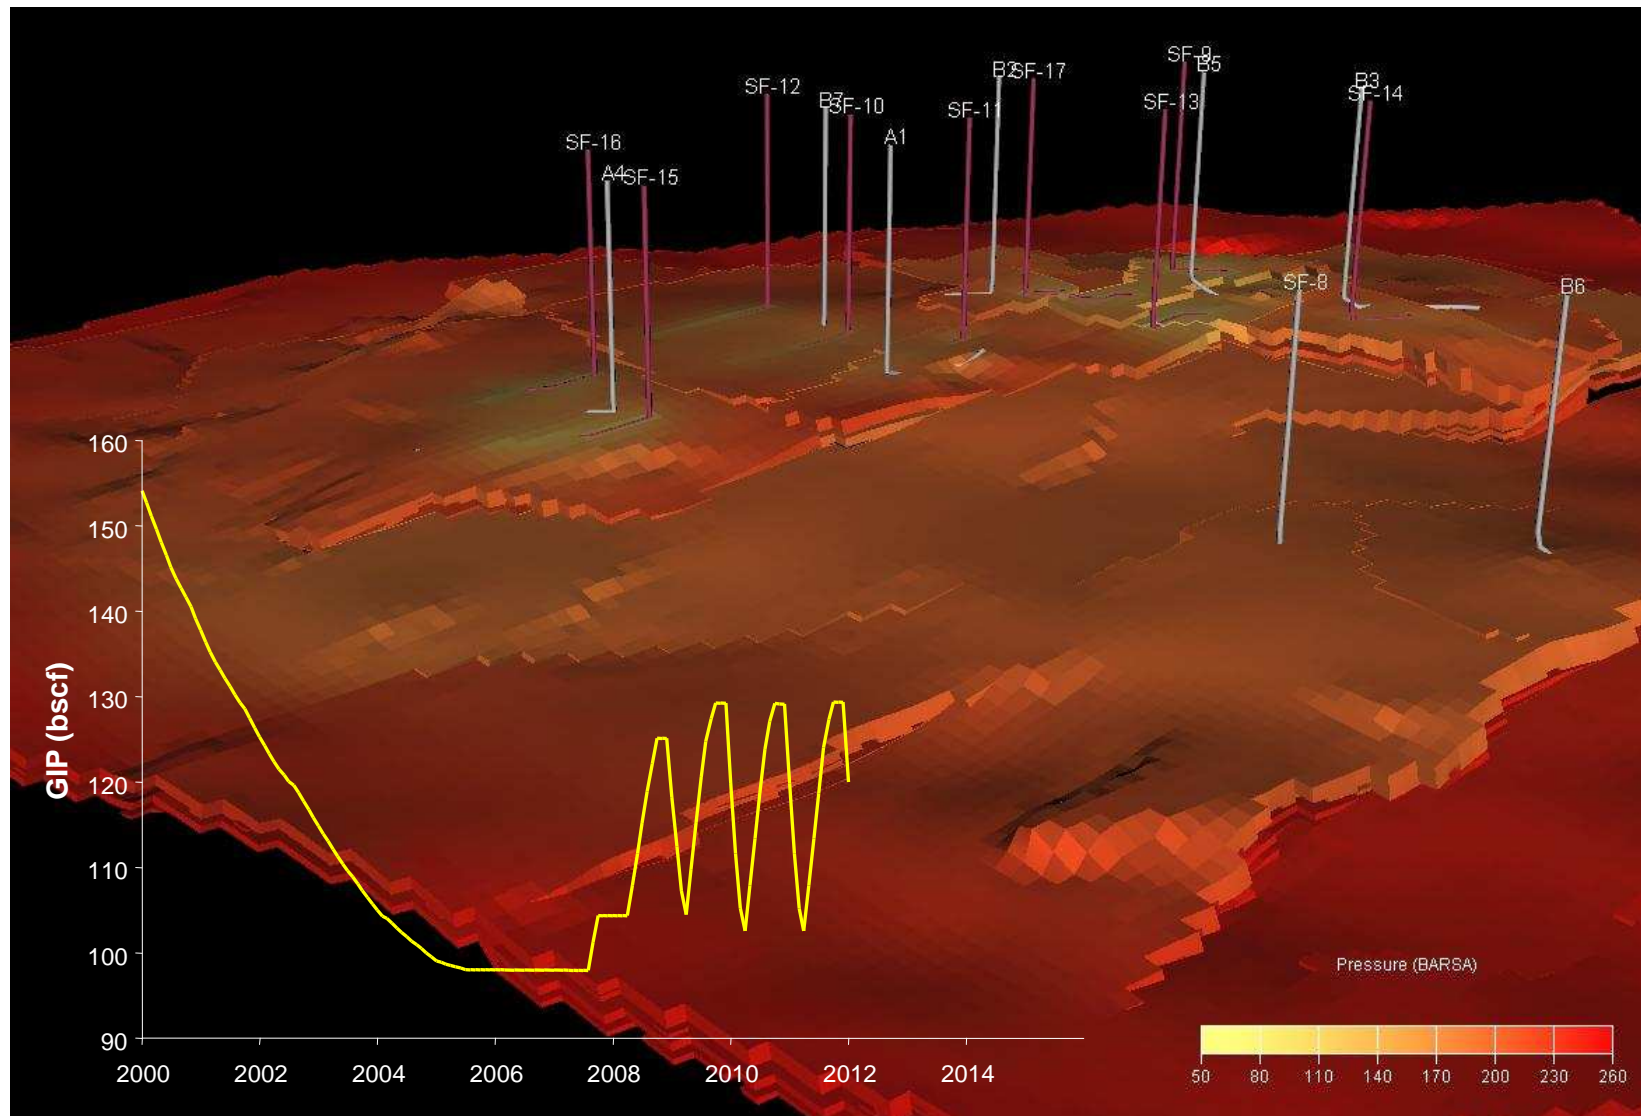 SF-9
B5
B2
SF-17
B3
SF-14
SF-12
B7
SF-10
SF-11
SF-13
A1
SF-16
A4
SF-15
SF-8
B6
160
150
140
130
120
110
100
90
GIP (bscf)
2000 2002 2004 2006 2008 2010 2012 2014
Pressure (BARSA)
50 80 110 140 170 200 230 260